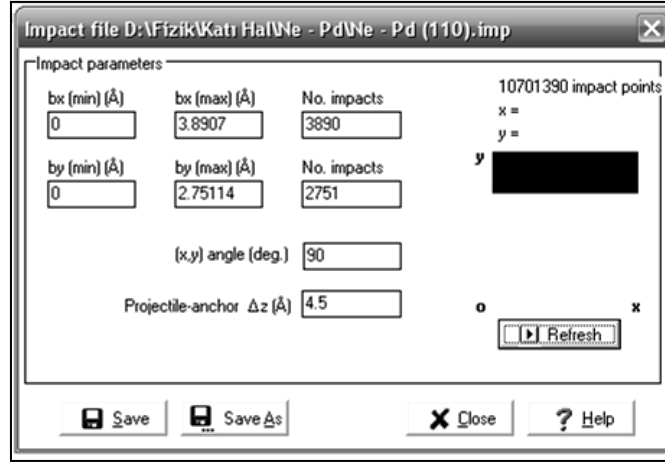 Impact file D:\Fizik\Katı Hal\Ne - Pd\Ne - Pd (110).imp
Impact parameters
bx (min) (Å) bx (max) (Å) No. impacts
0 3.8907 3890
by (min) (Å) by (max) (Å) No. impacts
0 2.75114 2751
(x,y) angle (deg.) 90
Projectile-anchor Δz (Å) 4.5
10701390 impact points
x =
y =
y
o x
Refresh
Save Save As Close Help